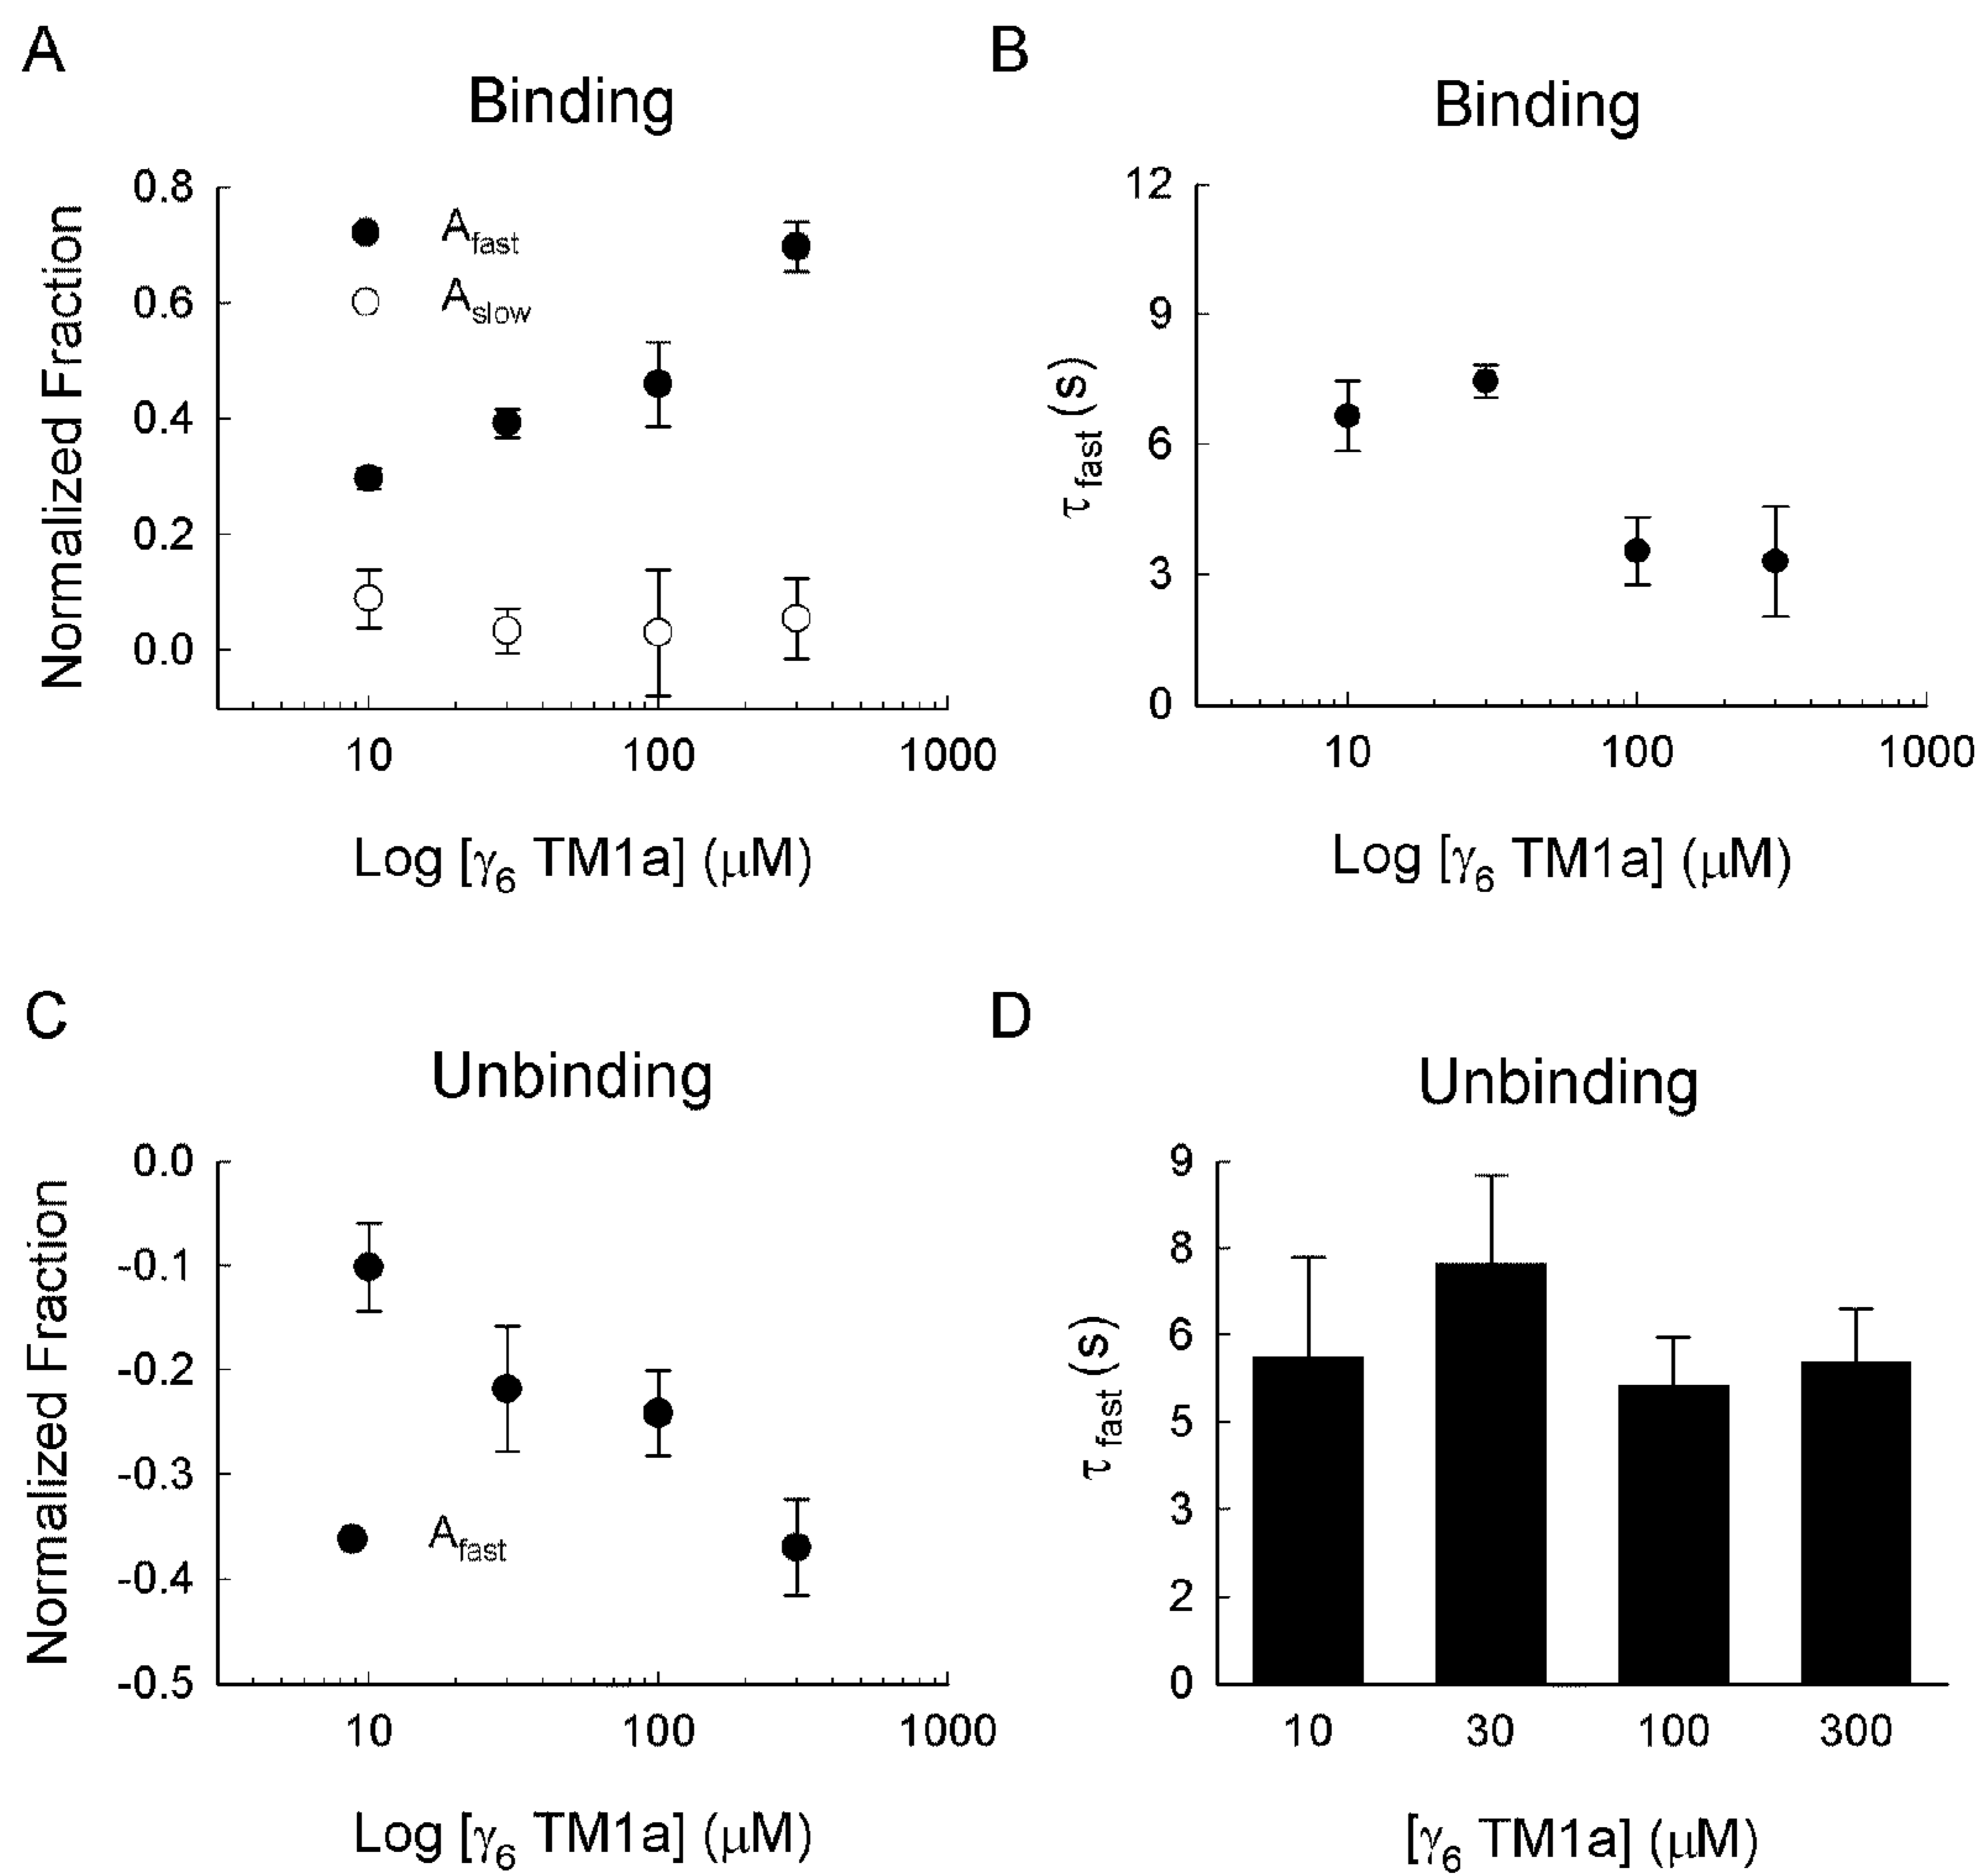 A
Binding
0.8
0.6
0.4
0.2
0.0
Normalized Fraction
A fast
A slow
10 100 1000
Log [γ6 TM1a] (μM)
B
Binding
12
9
6
3
0
τ fast (s)
10 100 1000
Log [γ6 TM1a] (μM)
C
Unbinding
0.0
-0.1
-0.2
-0.3
-0.4
-0.5
Normalized Fraction
A fast
10 100 1000
Log [γ6 TM1a] (μM)
D
Unbinding
9
8
6
5
3
2
0
τ fast (s)
10 30 100 300
[γ6 TM1a] (μM)